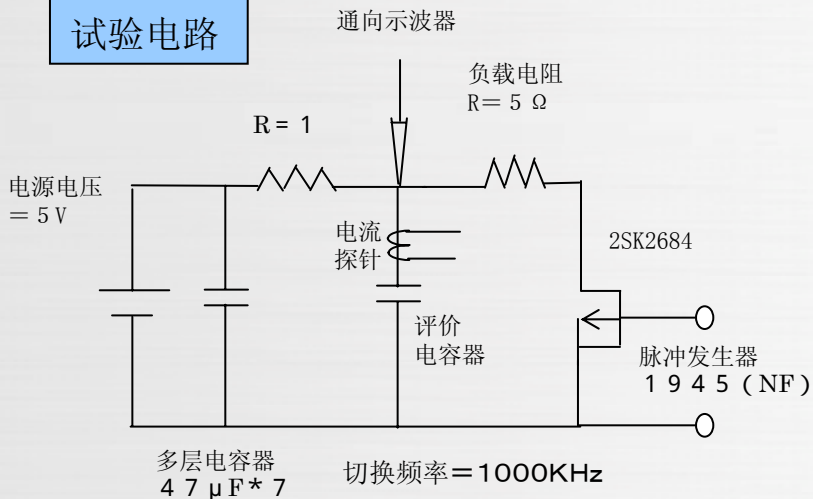 试验电路
通向示波器
负载电阻
R＝5 Ω
R= 1
电源电压
＝5V
电流
探针
2SK2684
评价
电容器
脉冲发生器
1945(NF)
多层电容器
47μF*7
切换频率＝1000KHz